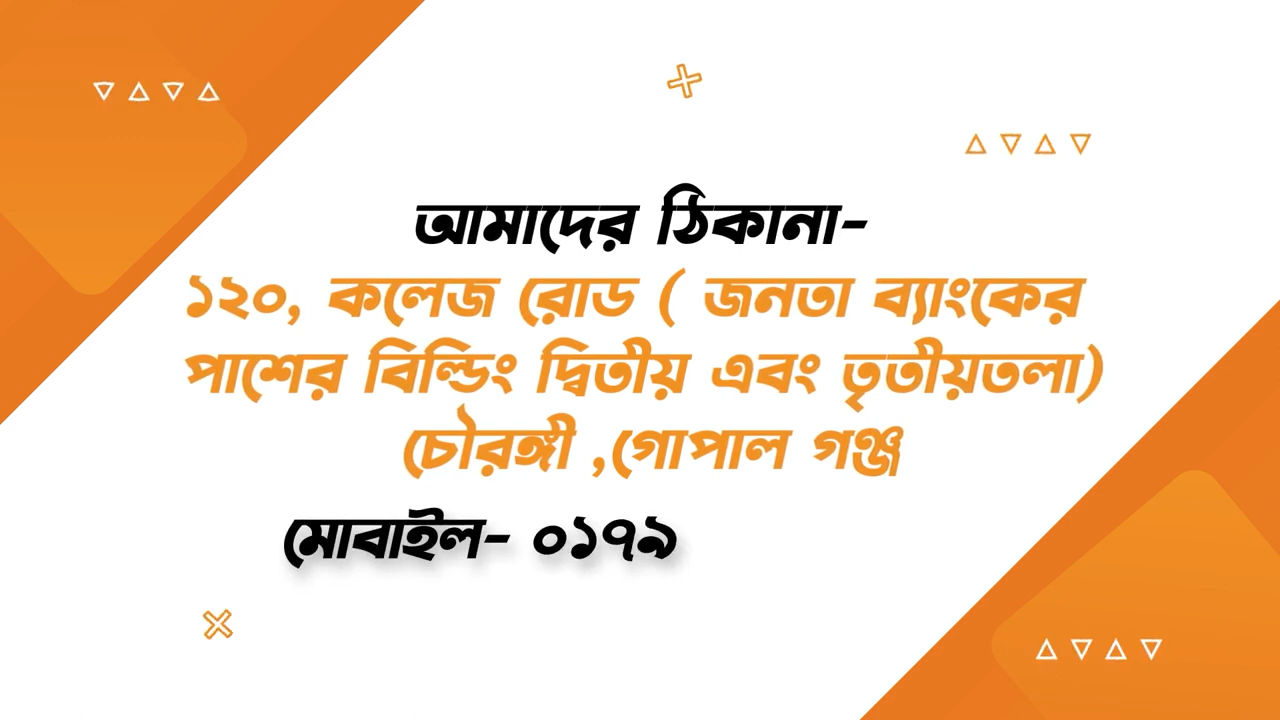 আমাদের ঠিকানা-
১২০, কলেজ রোড ( জনতা ব্যাংকের
পাশের বিল্ডিং দ্বিতীয় এবং তৃতীয়তলা)
চৌরঙ্গী ,গোপাল গঞ্জ
মোবাইল- ০১৭৯